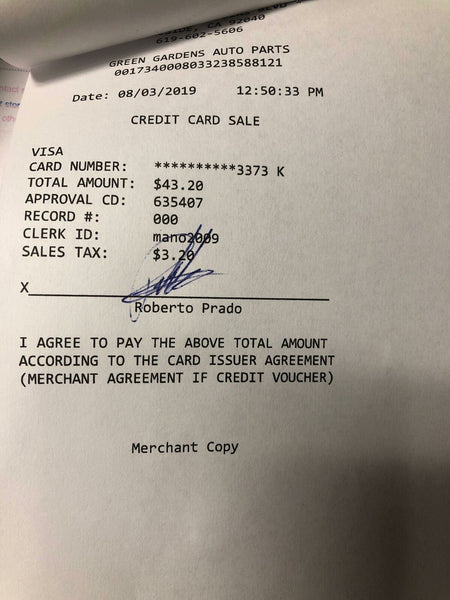 CA 92040
619-602-5606
GREEN GARDENS AUTO PARTS
0017340008033238588121
Date: 08/03/2019 12:50:33 PM
CREDIT CARD SALE
VISA
CARD NUMBER: **********3373 K
TOTAL AMOUNT: $43.20
APPROVAL CD: 635407
RECORD #: 000
CLERK ID: mano2009
SALES TAX: $3.20
X
Roberto Prado
I AGREE TO PAY THE ABOVE TOTAL AMOUNT
ACCORDING TO THE CARD ISSUER AGREEMENT
(MERCHANT AGREEMENT IF CREDIT VOUCHER)
Merchant Copy